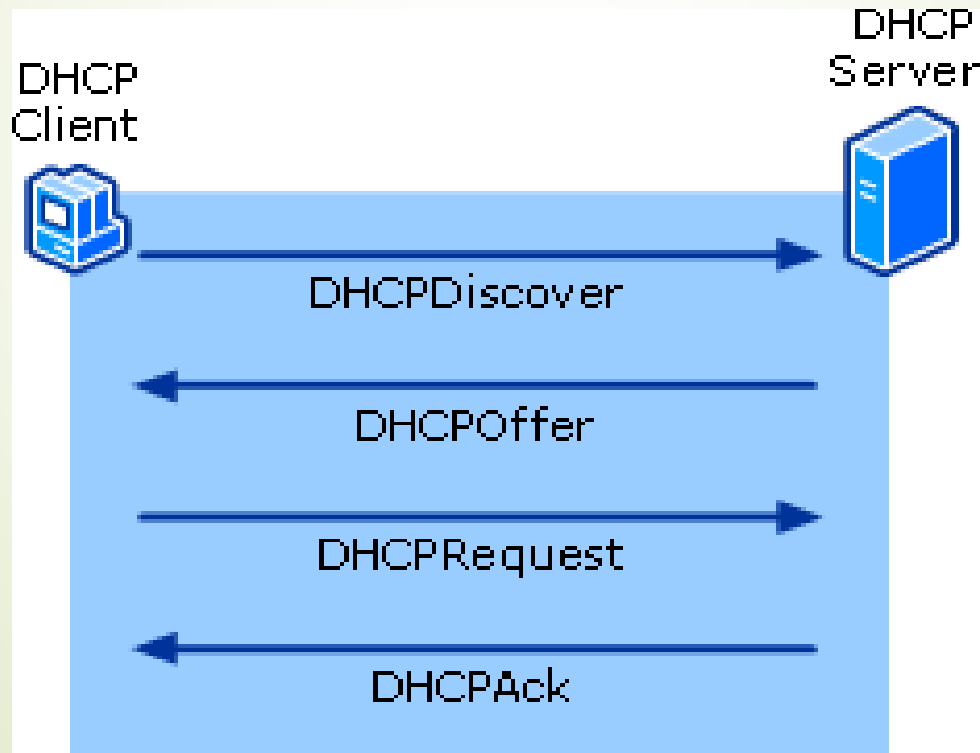 DHCP
Client
DHCP
Server
DHCPDiscover
DHCPOffer
DHCPRequest
DHCPAck